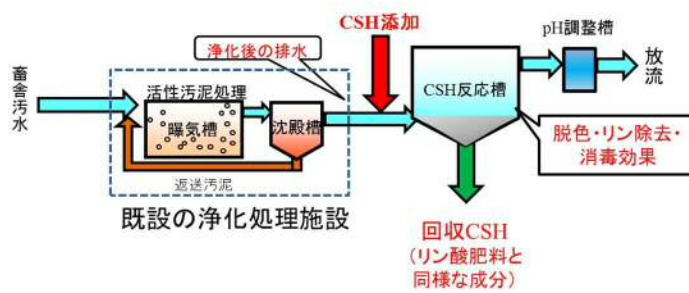 CSH添加
pH調整槽
浄化後の排水
畜舎汚水
活性汚泥処理
曝気槽
沈殿槽
CSH反応槽
放流
脱色・リン除去・
消毒効果
返送汚泥
既設の浄化処理施設
回収CSH
(リン酸肥料と
同様な成分)